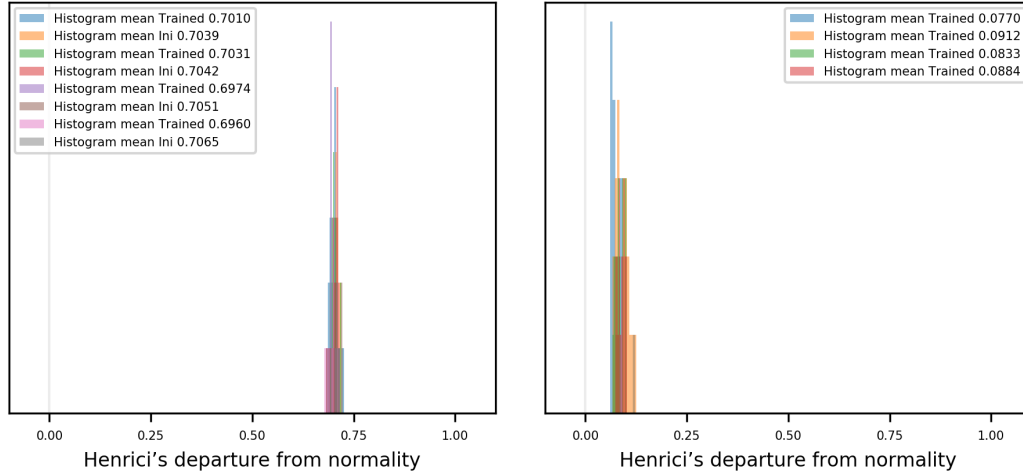 Histogram mean Trained 0.7010
Histogram mean Ini 0.7039
Histogram mean Trained 0.7031
Histogram mean Ini 0.7042
Histogram mean Trained 0.6974
Histogram mean Ini 0.7051
Histogram mean Trained 0.6960
Histogram mean Ini 0.7065
0.00 0.25 0.50 0.75 1.00
Henrici’s departure from normality
Histogram mean Trained 0.0770
Histogram mean Trained 0.0912
Histogram mean Trained 0.0833
Histogram mean Trained 0.0884
0.00 0.25 0.50 0.75 1.00
Henrici’s departure from normality